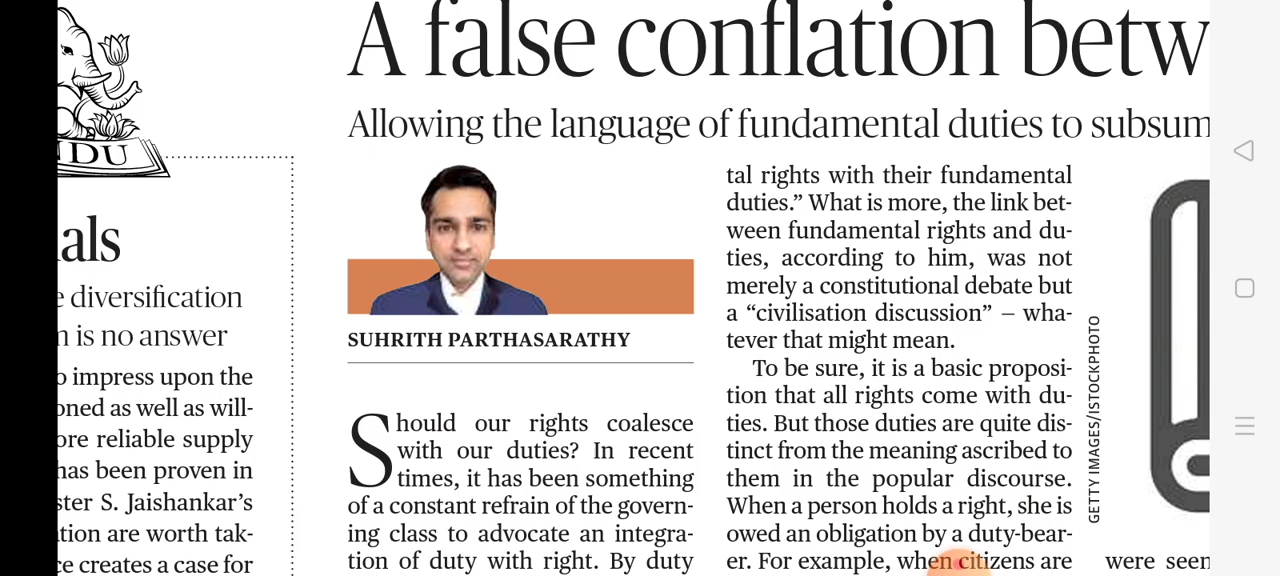 A false conflation betw
Allowing the language of fundamental duties to subsum
NDU
als
diversification
is no answer
impress upon the
as well as will-
reliable supply
has been proven in
S. Jaishankar's
are worth tak-
creates a case for
SUHRITH PARTHASARATHY
Should our rights coalesce
with our duties? In recent
times, it has been something
of a constant refrain of the govern-
ing class to advocate an integra-
tion of duty with right. By duty
tal rights with their fundamental
duties.” What is more, the link bet-
ween fundamental rights and du-
ties, according to him, was not
merely a constitutional debate but
a “civilisation discussion” – wha-
tever that might mean.
To be sure, it is a basic proposi-
tion that all rights come with du-
ties. But those duties are quite dis-
tinct from the meaning ascribed to
them in the popular discourse.
When a person holds a right, she is
owed an obligation by a duty-bear-
er. For example, when citizens are
GETTY IMAGES/ISTOCKPHOTO
were seen